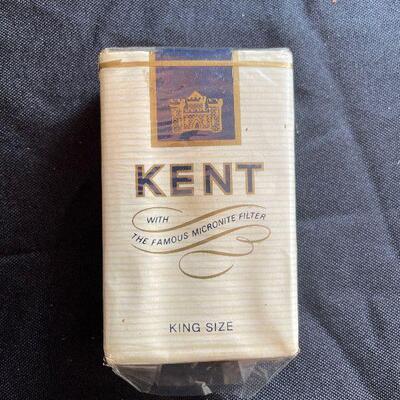 KENT
WITH
THE FAMOUS MICRONITE FILTER
KING SIZE